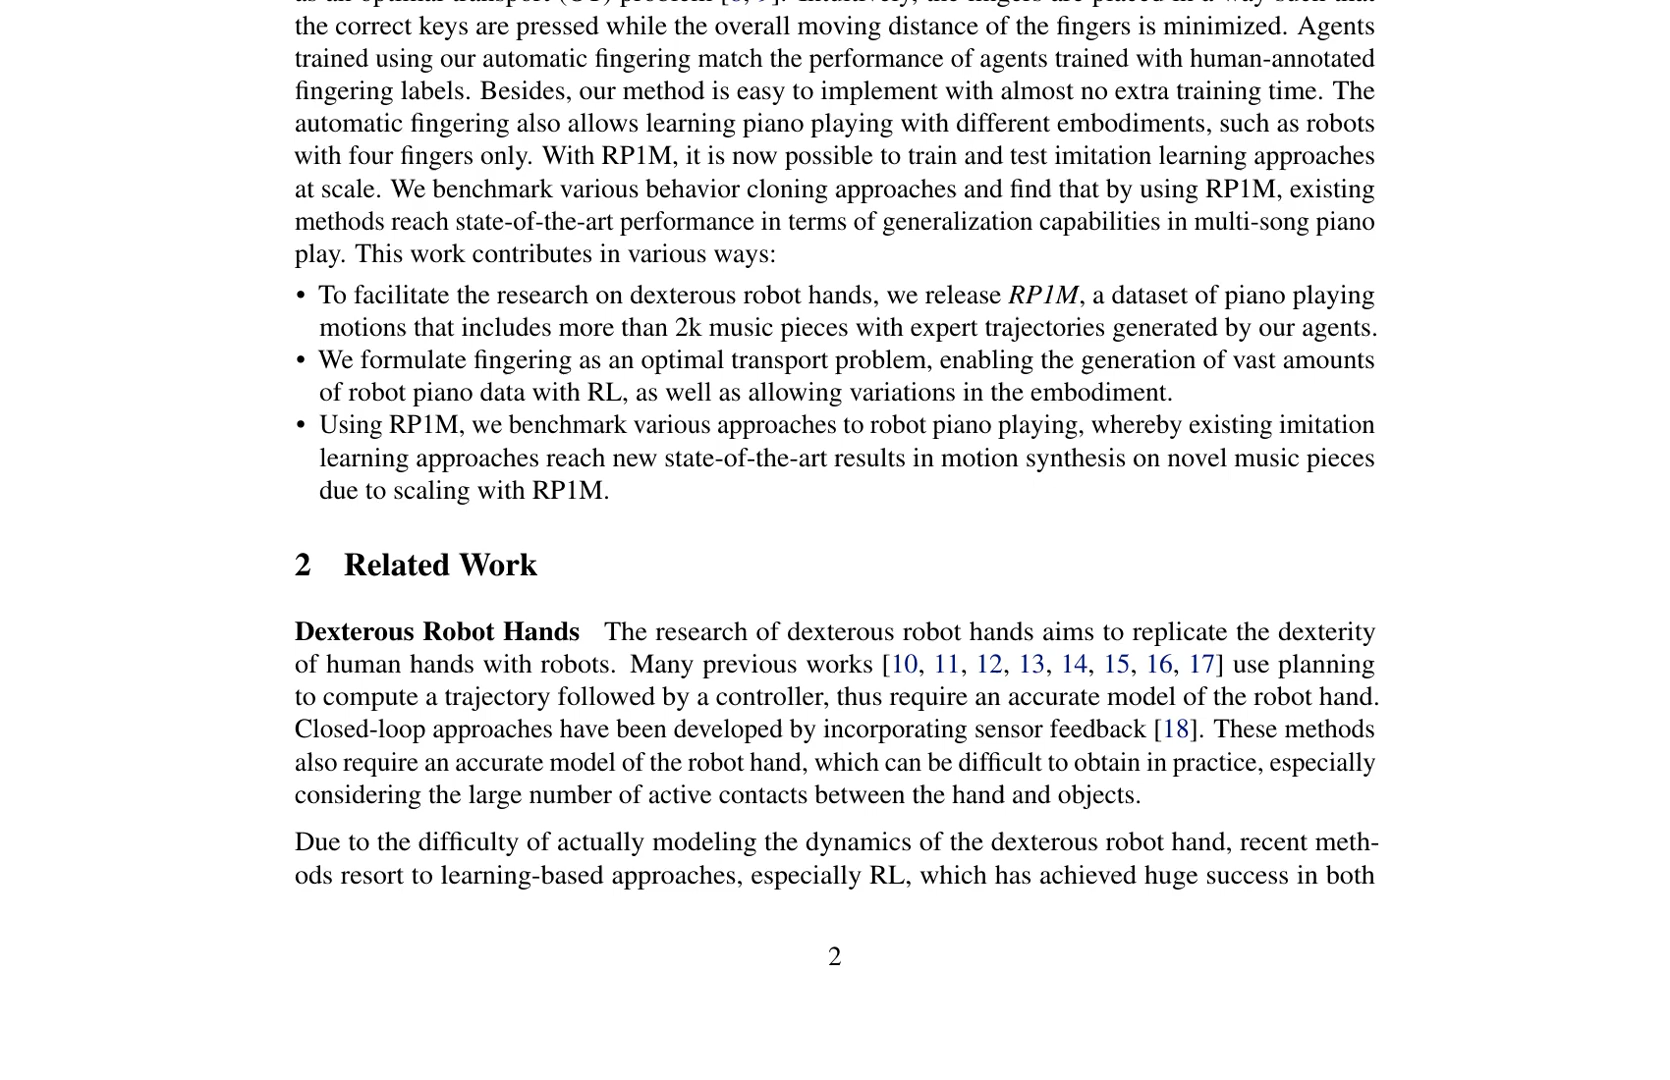 as an optimal transport (OT) problem [8, 9]. Intuitively, the fingers are placed in a way such that
the correct keys are pressed while the overall moving distance of the fingers is minimized. Agents
trained using our automatic fingering match the performance of agents trained with human-annotated
fingering labels. Besides, our method is easy to implement with almost no extra training time. The
automatic fingering also allows learning piano playing with different embodiments, such as robots
with four fingers only. With RP1M, it is now possible to train and test imitation learning approaches
at scale. We benchmark various behavior cloning approaches and find that by using RP1M, existing
methods reach state-of-the-art performance in terms of generalization capabilities in multi-song piano
play. This work contributes in various ways:
• To facilitate the research on dexterous robot hands, we release RP1M, a dataset of piano playing
motions that includes more than 2k music pieces with expert trajectories generated by our agents.
• We formulate fingering as an optimal transport problem, enabling the generation of vast amounts
of robot piano data with RL, as well as allowing variations in the embodiment.
• Using RP1M, we benchmark various approaches to robot piano playing, whereby existing imitation
learning approaches reach new state-of-the-art results in motion synthesis on novel music pieces
due to scaling with RP1M.
2 Related Work
Dexterous Robot Hands The research of dexterous robot hands aims to replicate the dexterity
of human hands with robots. Many previous works [10, 11, 12, 13, 14, 15, 16, 17] use planning
to compute a trajectory followed by a controller, thus require an accurate model of the robot hand.
Closed-loop approaches have been developed by incorporating sensor feedback [18]. These methods
also require an accurate model of the robot hand, which can be difficult to obtain in practice, especially
considering the large number of active contacts between the hand and objects.
Due to the difficulty of actually modeling the dynamics of the dexterous robot hand, recent meth-
ods resort to learning-based approaches, especially RL, which has achieved huge success in both
2